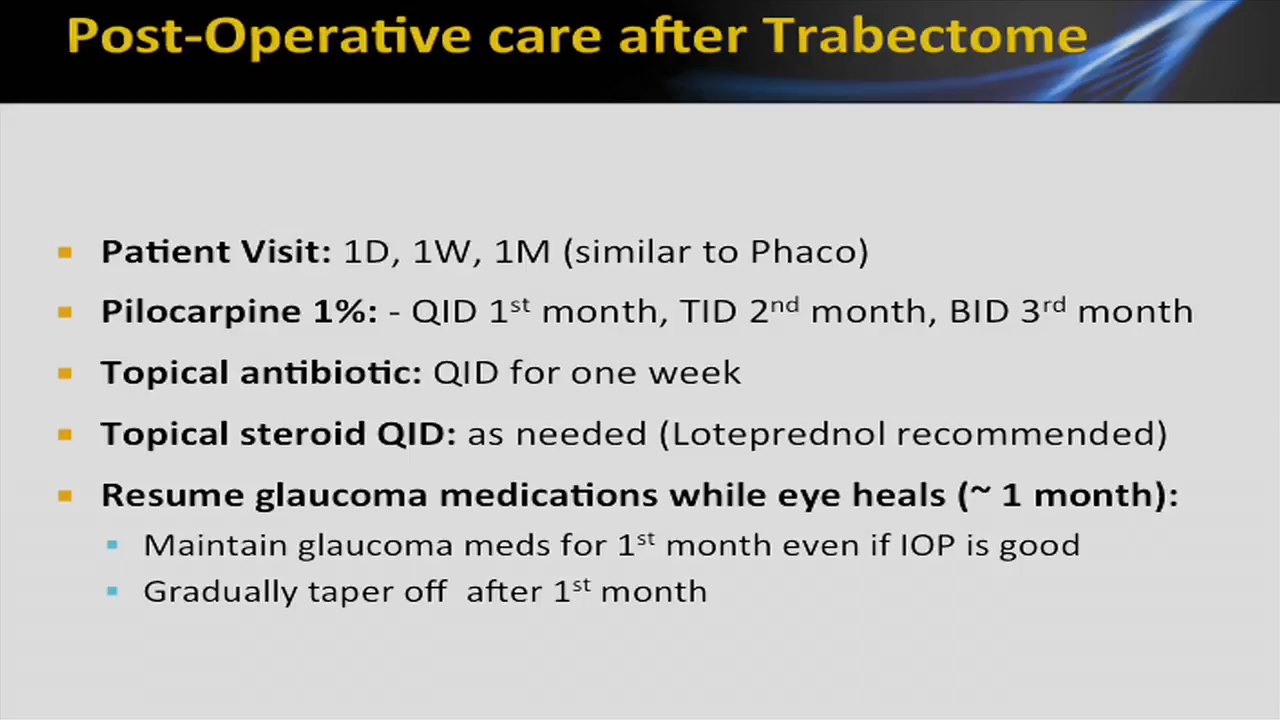 Post-Operative care after Trabectome
Patient Visit: 1D, 1W, 1M (similar to Phaco)
Pilocarpine 1%: - QID 1st month, TID 2nd month, BID 3rd month
Topical antibiotic: QID for one week
Topical steroid QID: as needed (Loteprednol recommended)
Resume glaucoma medications while eye heals (~ 1 month):
Maintain glaucoma meds for 1st month even if IOP is good
Gradually taper off after 1st month